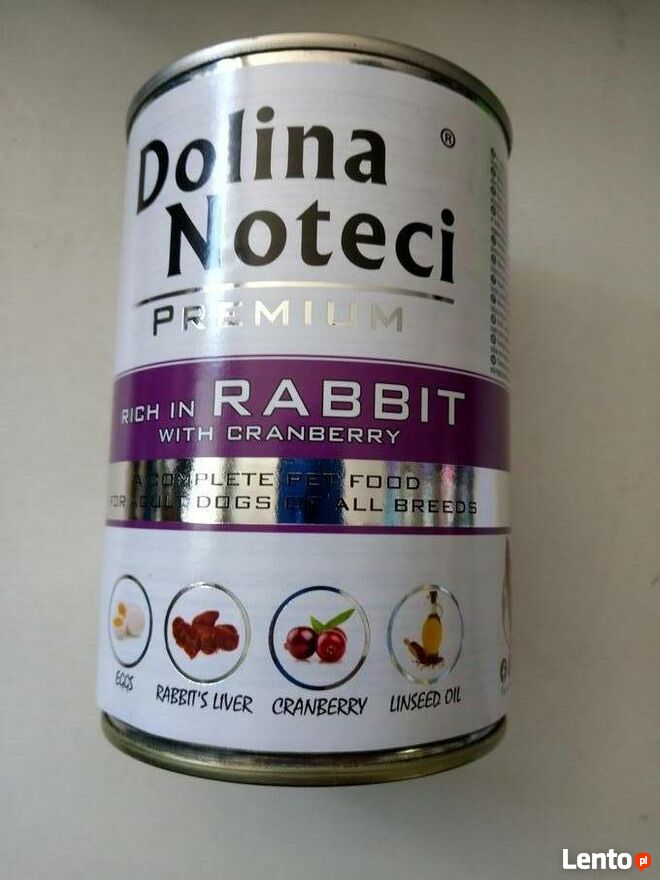 Dolina ®
Noteci
PREMIUM
RICH IN RABBIT
WITH CRANBERRY
A COMPLETE PET FOOD
FOR ADULT DOGS OF ALL BREEDS
EGGS
RABBIT'S LIVER
CRANBERRY
LINSEED OIL
Lento.pl